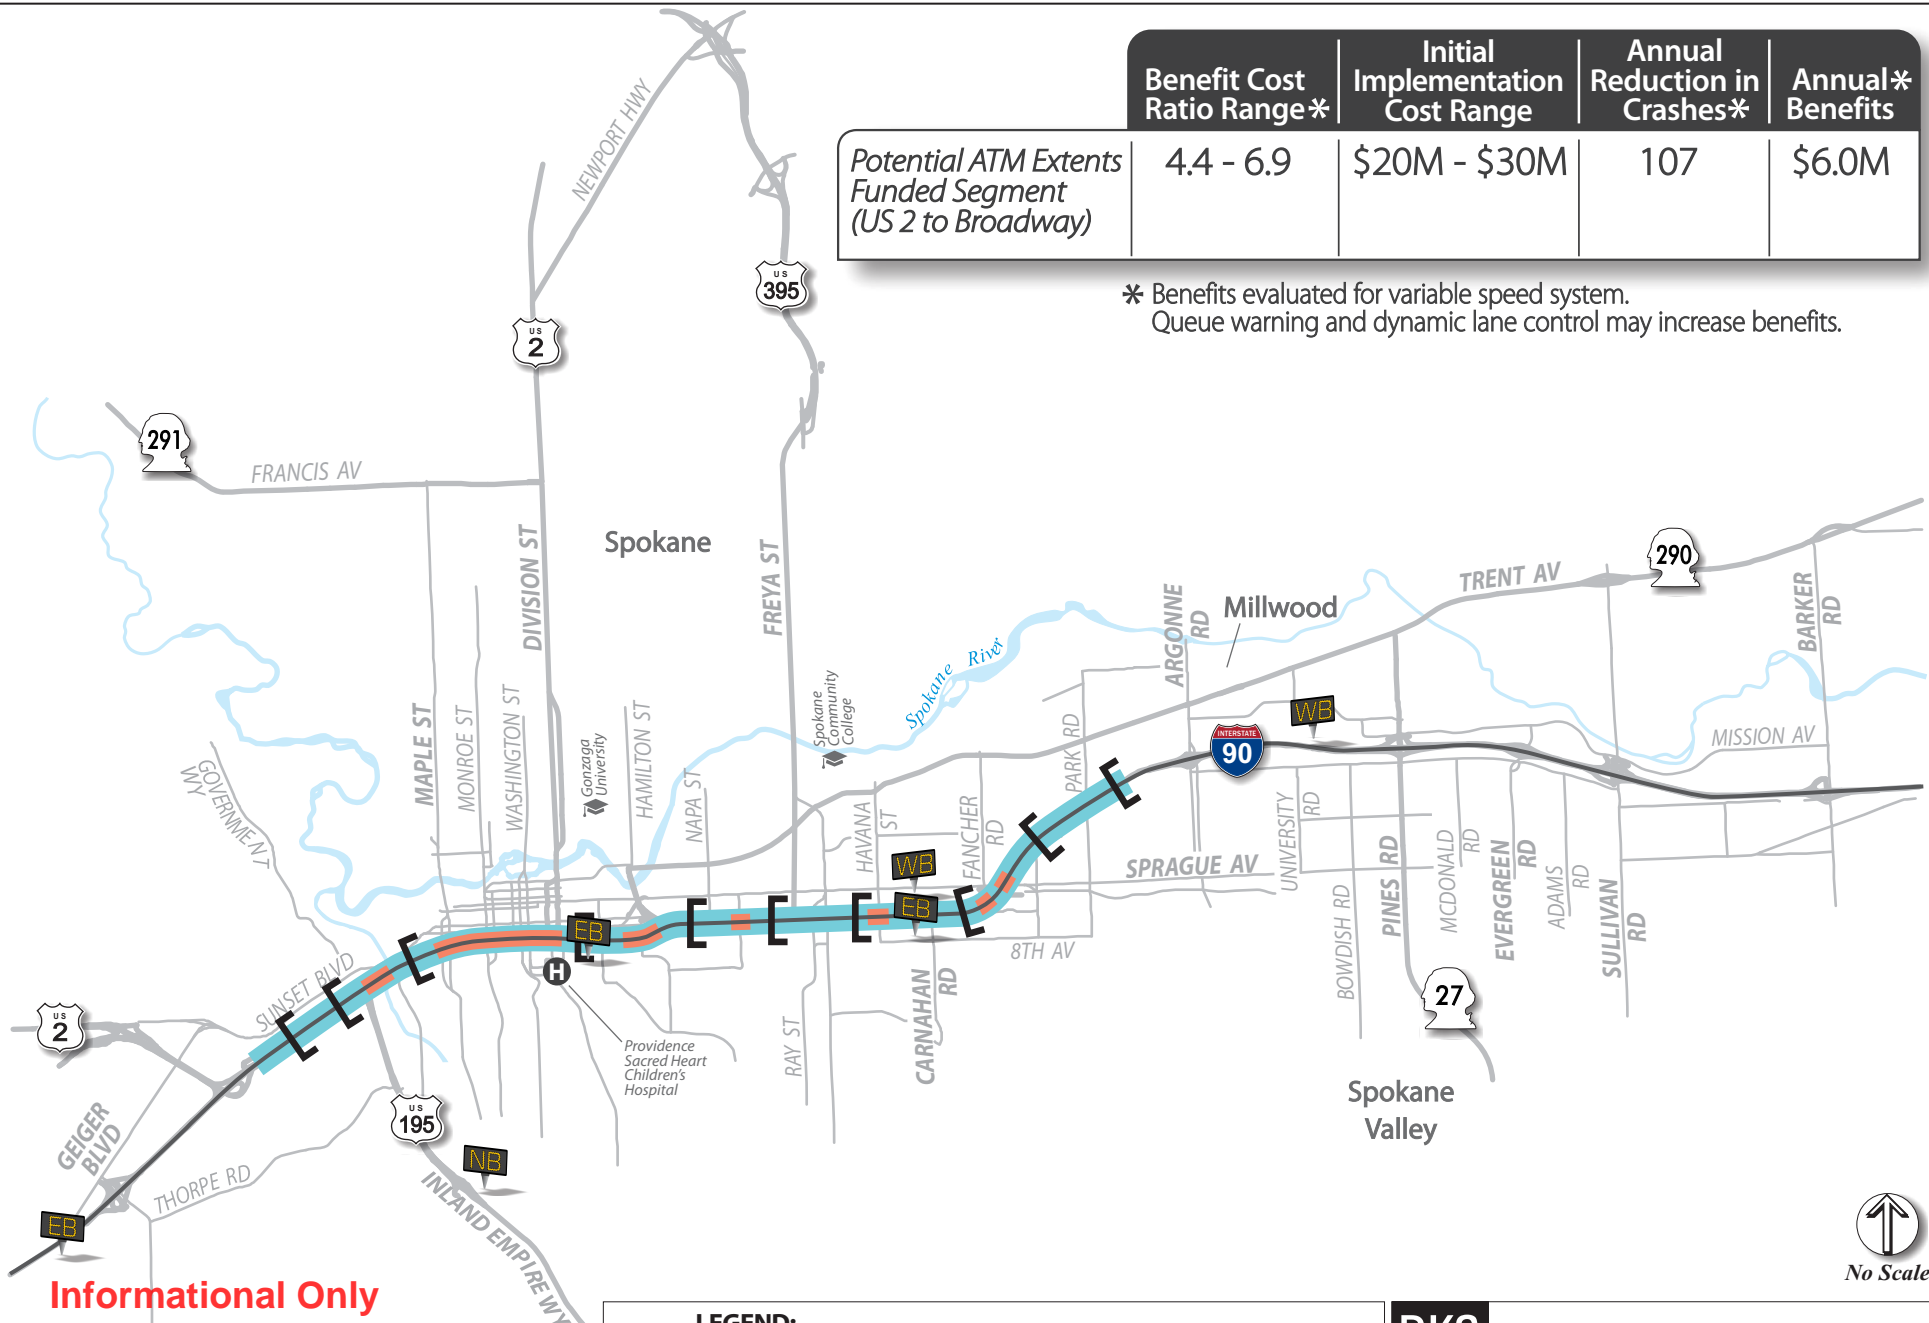 Benefit Cost
Ratio Range*
Initial
Implementation
Cost Range
Annual
Reduction in
Crashes*
Annual*
Benefits
Potential ATM Extents
Funded Segment
(US 2 to Broadway)
4.4 - 6.9
$20M - $30M
107
$6.0M
* Benefits evaluated for variable speed system.
Queue warning and dynamic lane control may increase benefits.
NEWPORT HWY
US
395
US
2
291
FRANCIS AV
DIVISION ST
Spokane
FREYA ST
290
TRENT AV
BARKER
RD
ARGONNE
RD
Millwood
Spokane River
Spokane
Community
College
WB
INTERSTATE
90
MISSION AV
PARK RD
GOVERNMENT
WY
MAPLE ST
MONROE ST
WASHINGTON ST
Gonzaga
University
HAMILTON ST
NAPA ST
HAVANA
ST
FANCHER
RD
WB
EB
SPRAGUE AV
UNIVERSITY
RD
BOWDISH RD
PINES RD
MCDONALD
RD
EVERGREEN
RD
ADAMS
RD
SULLIVAN
RD
EB
H
8TH AV
SUNSET BLVD
US
2
Providence
Sacred Heart
Children's
Hospital
RAY ST
CARNAHAN
RD
27
Spokane
Valley
US
195
GEIGER
BLVD
THORPE RD
NB
INLAND EMPIRE WY
EB
No Scale
Informational Only
LEGEND:
DKS